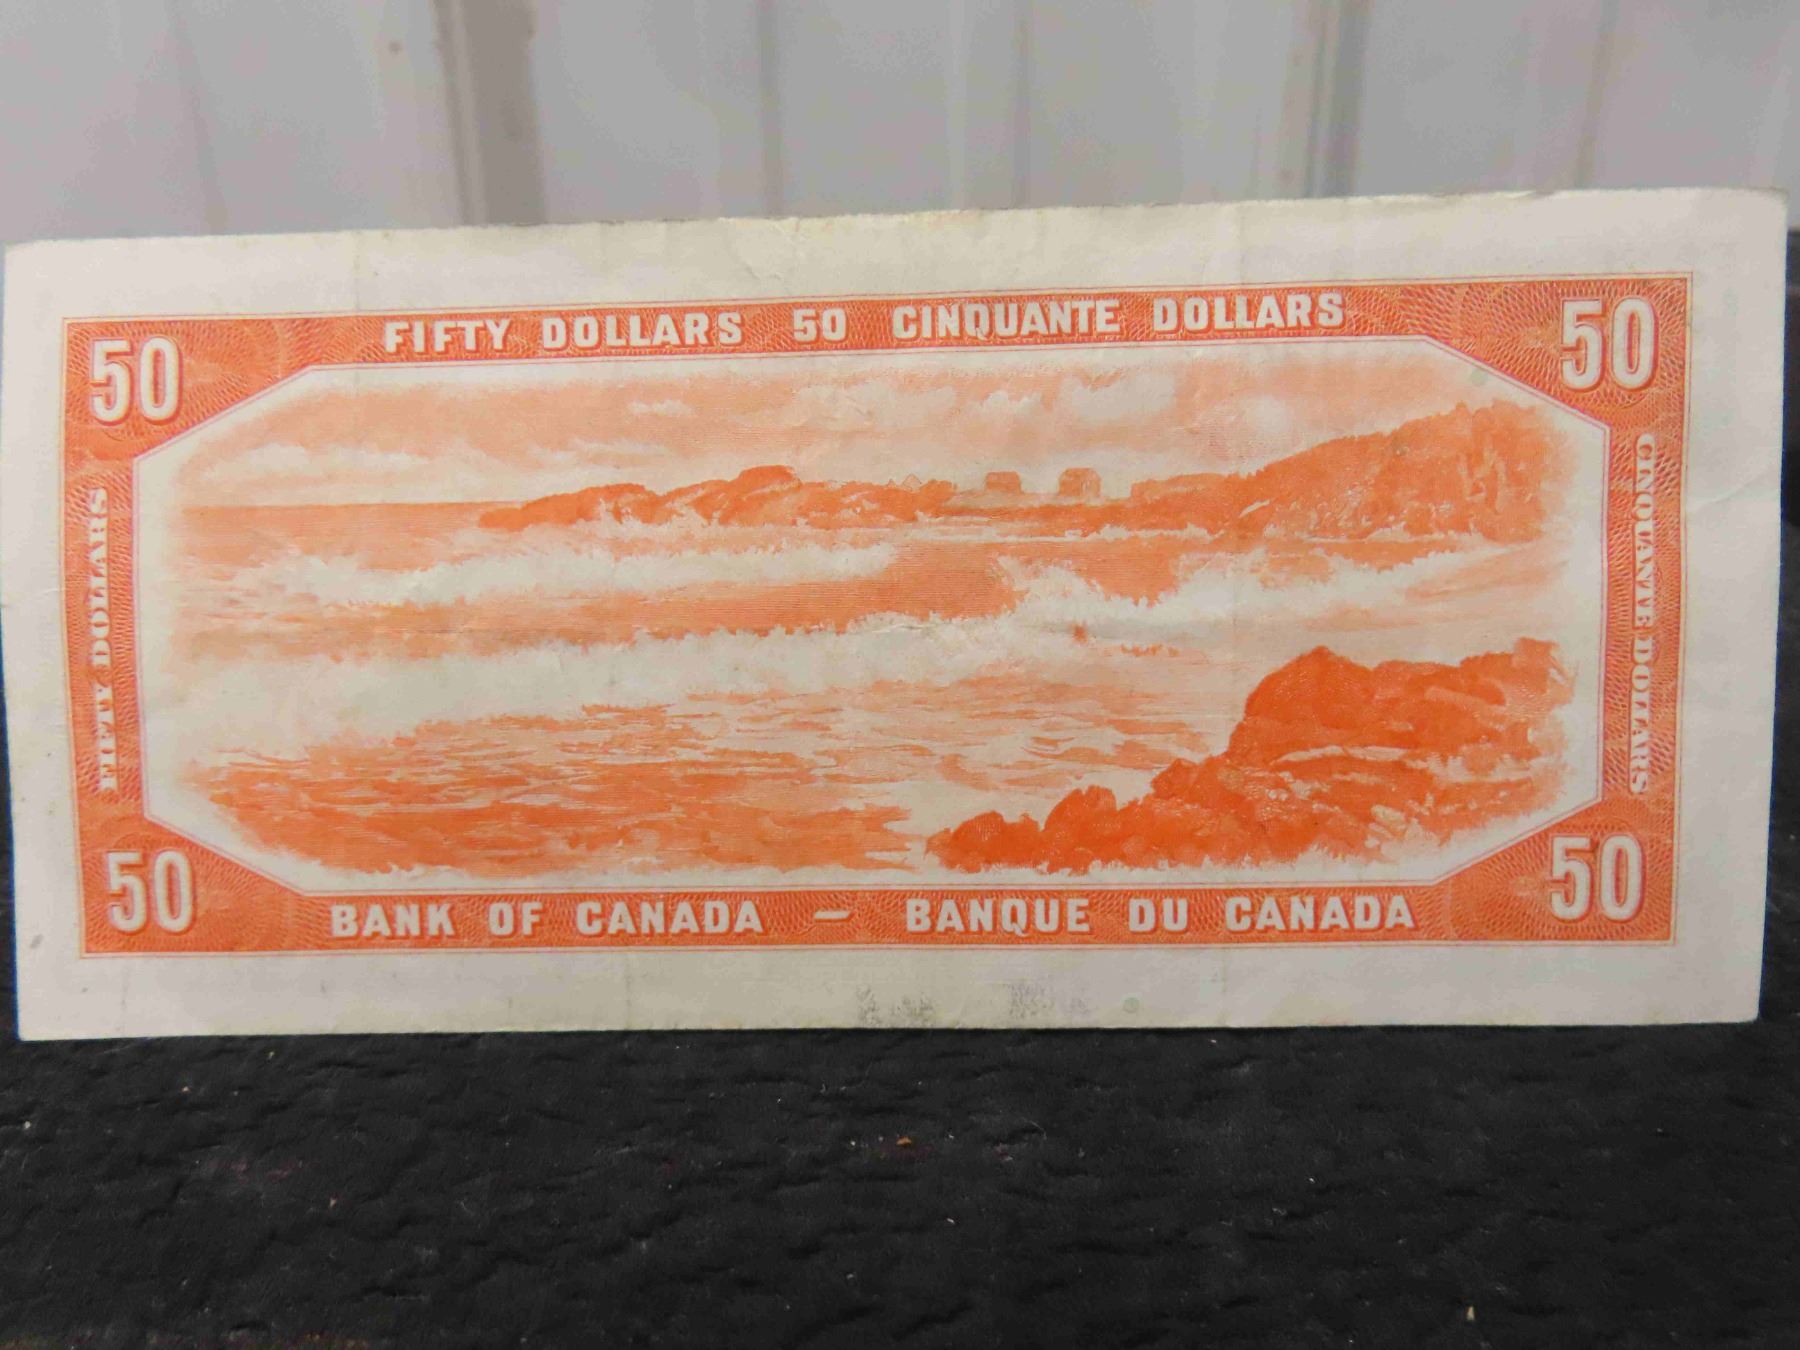 FIFTY DOLLARS 50 CINQUANTE DOLLARS
50
50
FIFTY DOLLARS
CINQUANTE DOLLARS
50
50
BANK OF CANADA — BANQUE DU CANADA